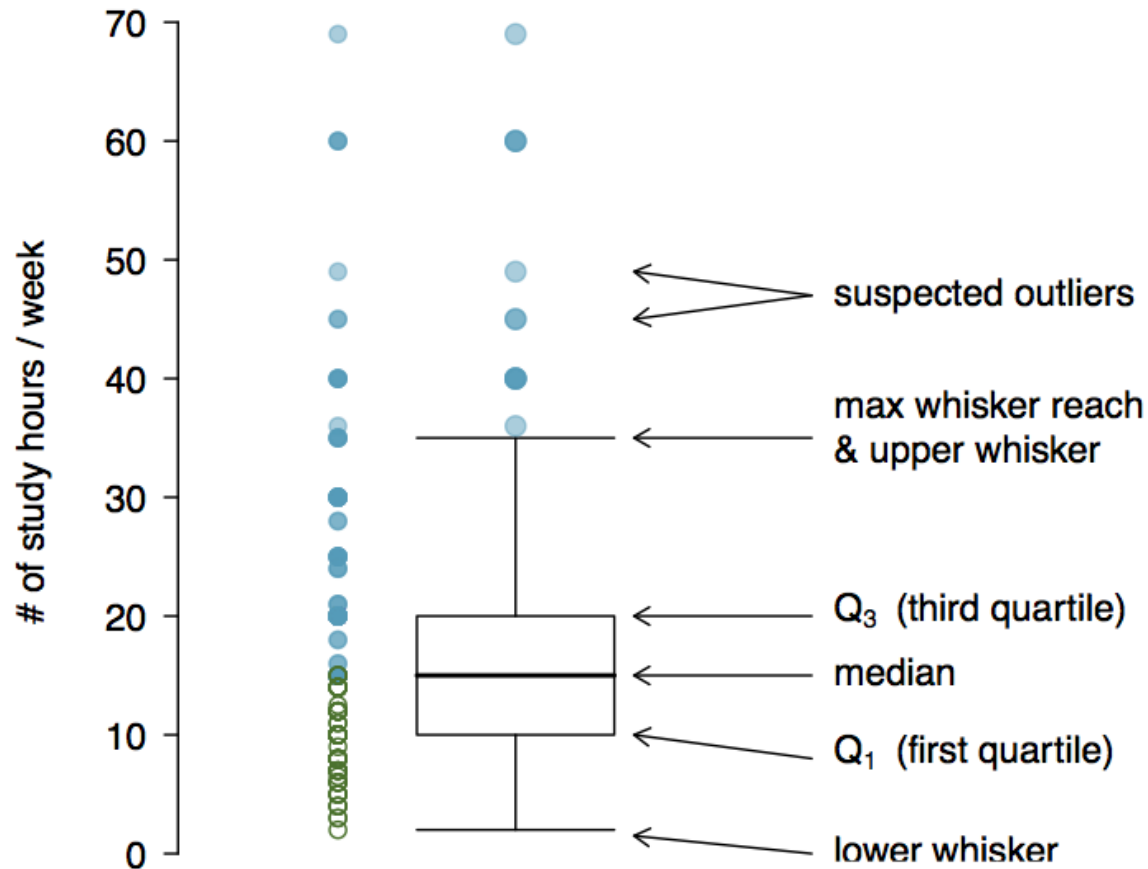 # of study hours / week
70
60
50
40
30
20
10
0
suspected outliers
max whisker reach
& upper whisker
Q₃ (third quartile)
median
Q₁ (first quartile)
lower whisker